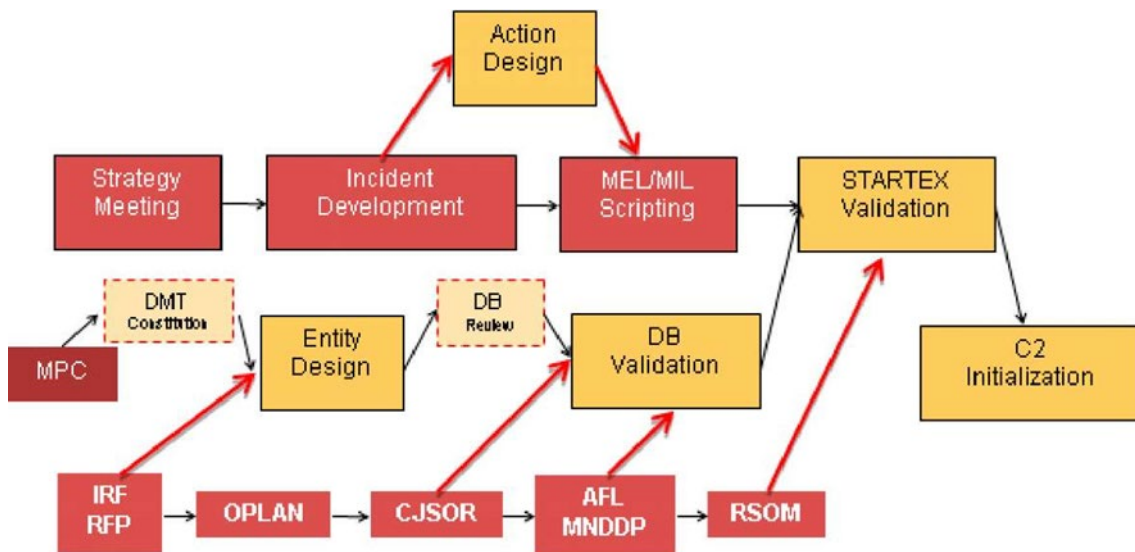 Action
Design
Strategy
Meeting
Incident
Development
MEL/MIL
Scripting
STARTEX
Validation
DMT
Constitution
DB
Review
MPC
Entity
Design
DB
Validation
C2
Initialization
IRF
RFP
OPLAN
CJSOR
AFL
MNDDP
RSOM